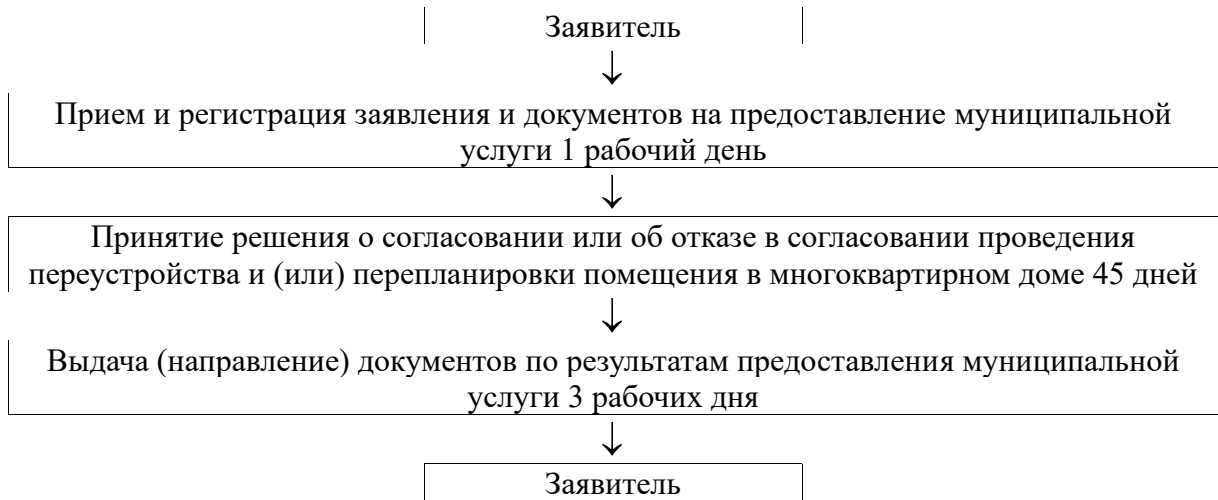 Заявитель
↓
Прием и регистрация заявления и документов на предоставление муниципальной
услуги 1 рабочий день
↓
Принятие решения о согласовании или об отказе в согласовании проведения
переустройства и (или) перепланировки помещения в многоквартирном доме 45 дней
↓
Выдача (направление) документов по результатам предоставления муниципальной
услуги 3 рабочих дня
↓
Заявитель